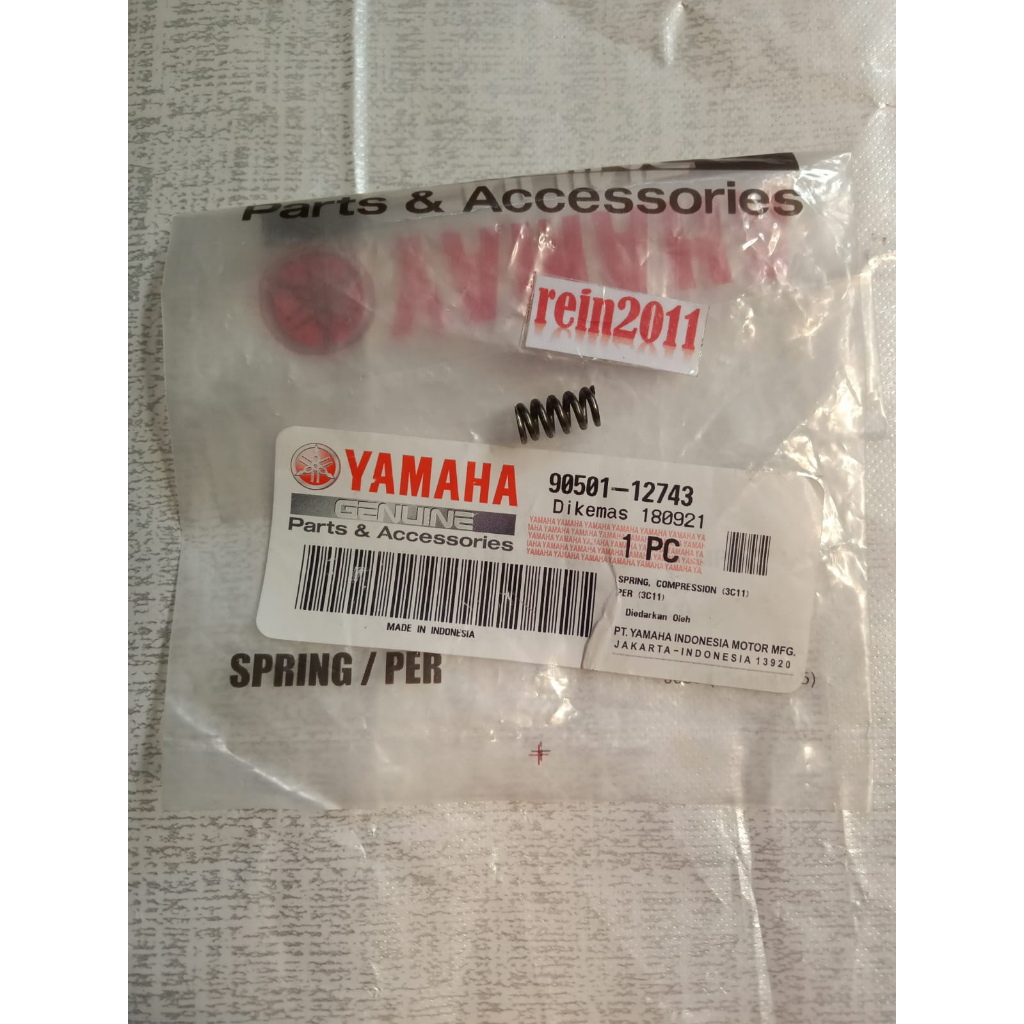 Parts & Accessories
YAMAHA
rein2011
YAMAHA
GENUINE
Parts & Accessories
MADE IN INDONESIA
90501-12743
Dikemas 180921
1 PC
SPRING, COMPRESSION (3C11)
PER (3C11)
Diedarkan Oleh
PT. YAMAHA INDONESIA MOTOR MFG.
JAKARTA-INDONESIA 13920
SPRING / PER